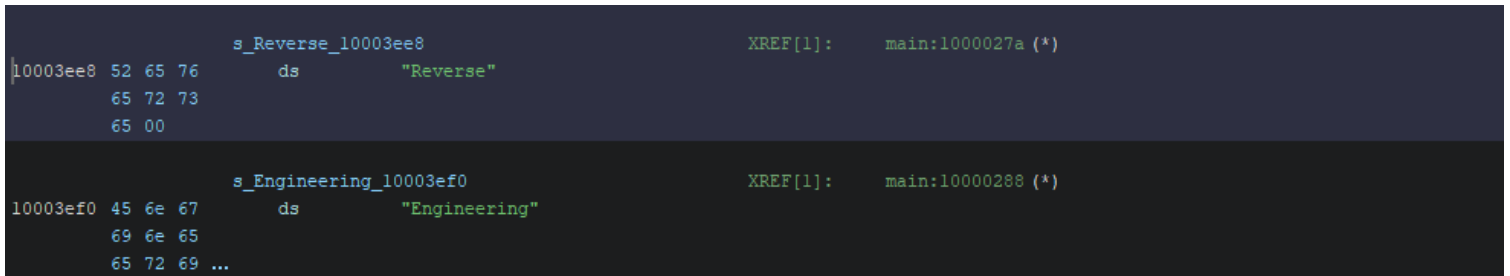 s_Reverse_10003ee8 XREF[1]: main:1000027a (*)
10003ee8 52 65 76 ds "Reverse"
65 72 73
65 00
s_Engineering_10003ef0 XREF[1]: main:10000288 (*)
10003ef0 45 6e 67 ds "Engineering"
69 6e 65
65 72 69 ...